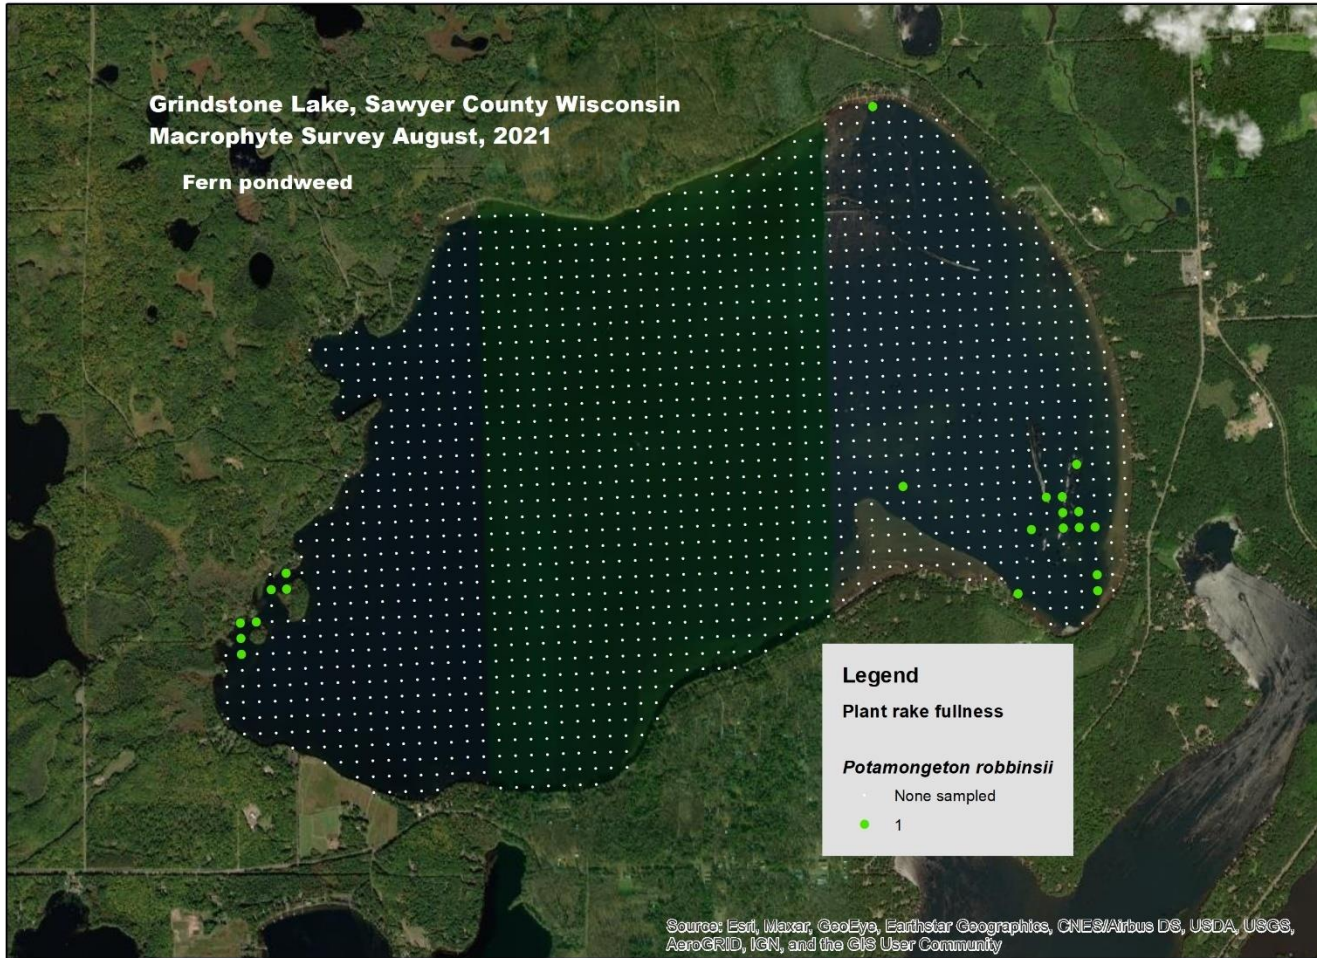 Grindstone Lake, Sawyer County Wisconsin
Macrophyte Survey August, 2021
Fern pondweed
Legend
Plant rake fullness
Potamongeton robbinsii
None sampled
1
Source: Esri, Maxar, GeoEye, Earthstar Geographics, CNES/Airbus DS, USDA, USGS,
AeroGRID, IGN, and the GIS User Community